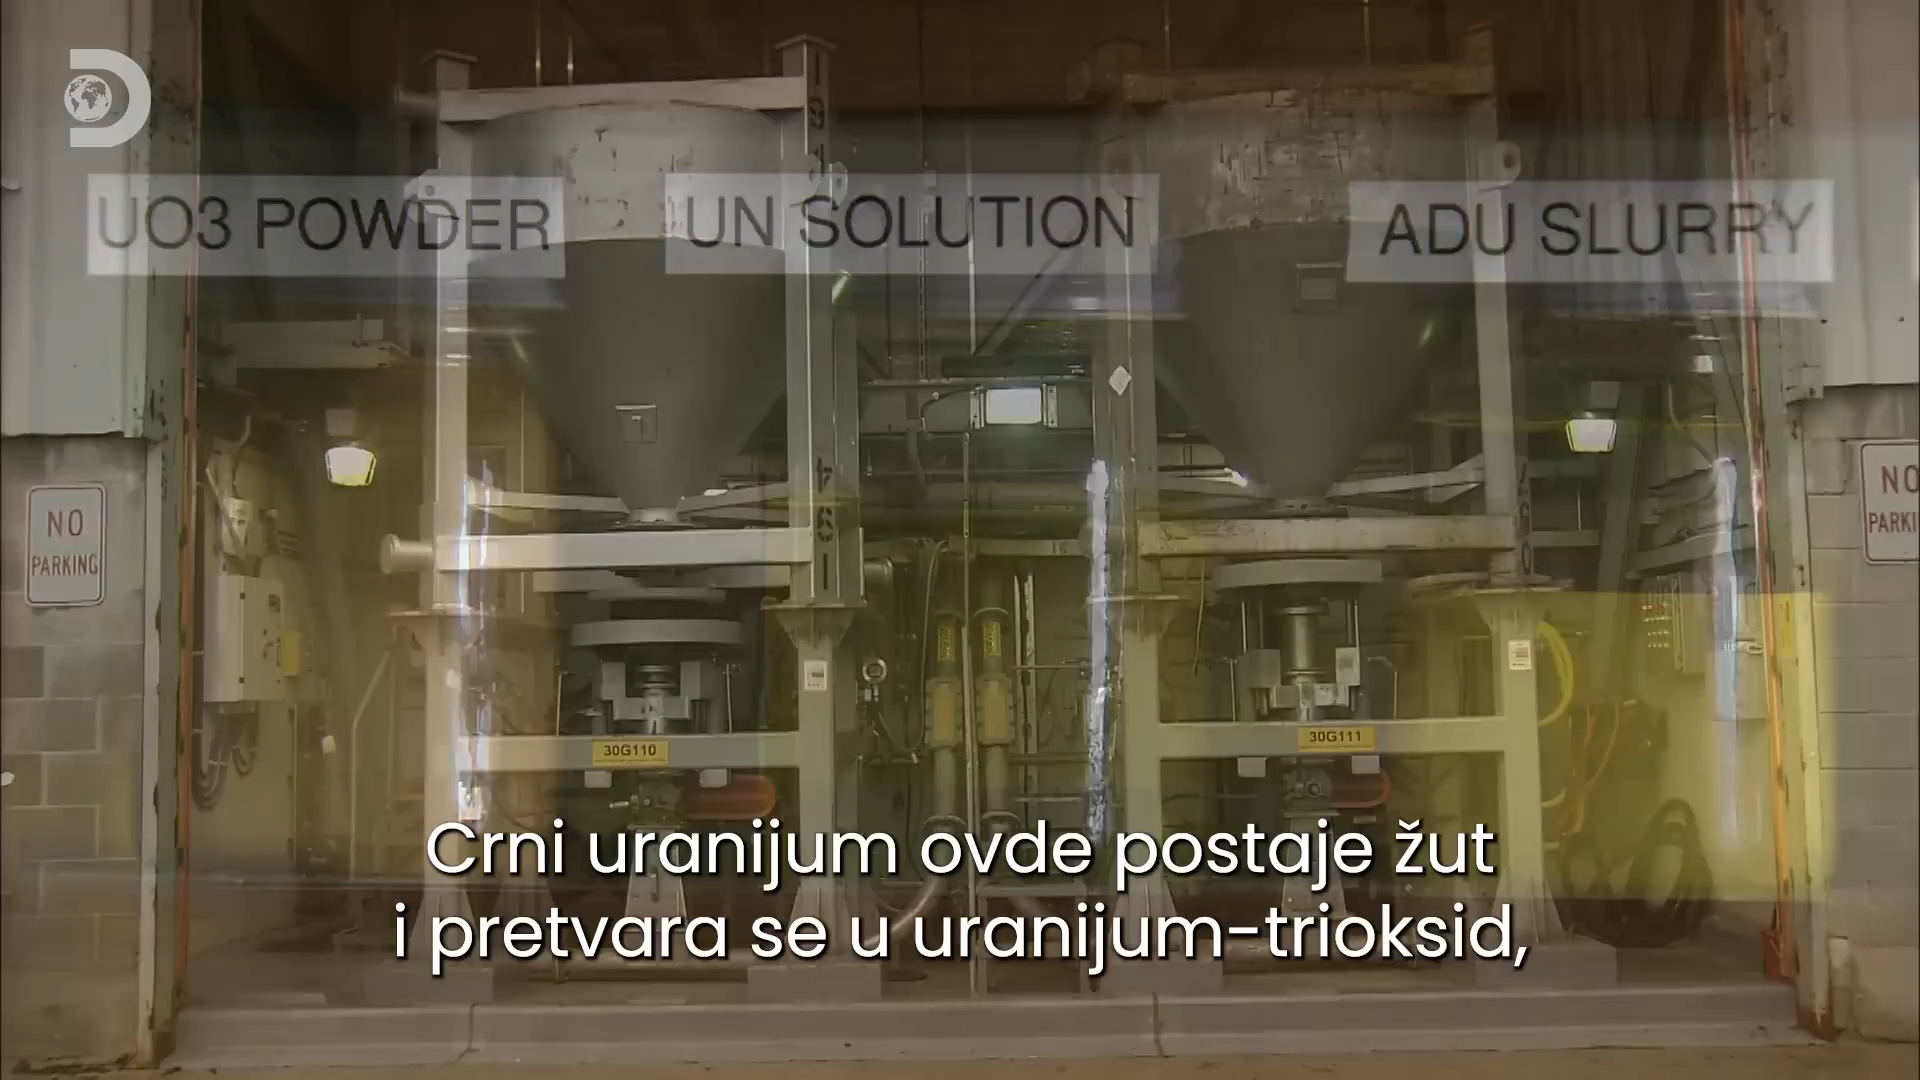 UO3 POWDER
UN SOLUTION
ADU SLURRY
NO
PARKING
NO
30G110
30G111
Crni uranijum ovde postaje žut
i pretvara se u uranijum-trioksid,